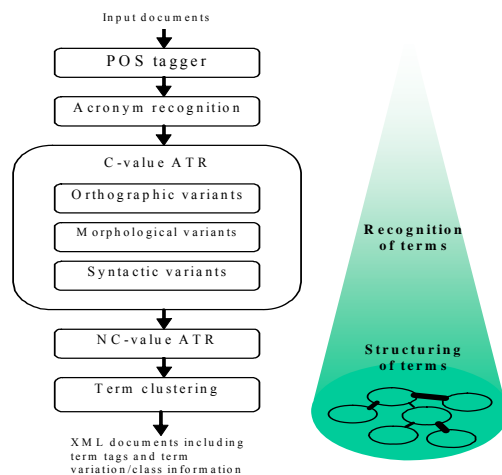 Input documents
POS tagger
Acronym recognition
C-value ATR
Orthographic variants
Morphological variants
Syntactic variants
NC-value ATR
Term clustering
XML documents including
term tags and term
variation/class information
Recognition
of terms
Structuring
of terms